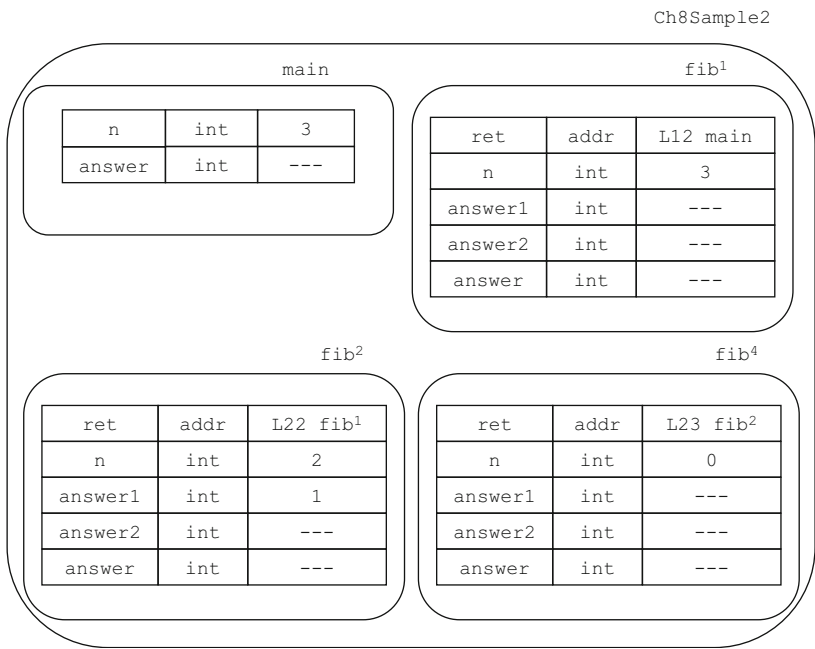 Ch8Sample2
main
n int 3
answer int ---
fib¹
ret addr L12 main
n int 3
answer1 int ---
answer2 int ---
answer int ---
fib²
ret addr L22 fib¹
n int 2
answer1 int 1
answer2 int ---
answer int ---
fib⁴
ret addr L23 fib²
n int 0
answer1 int ---
answer2 int ---
answer int ---